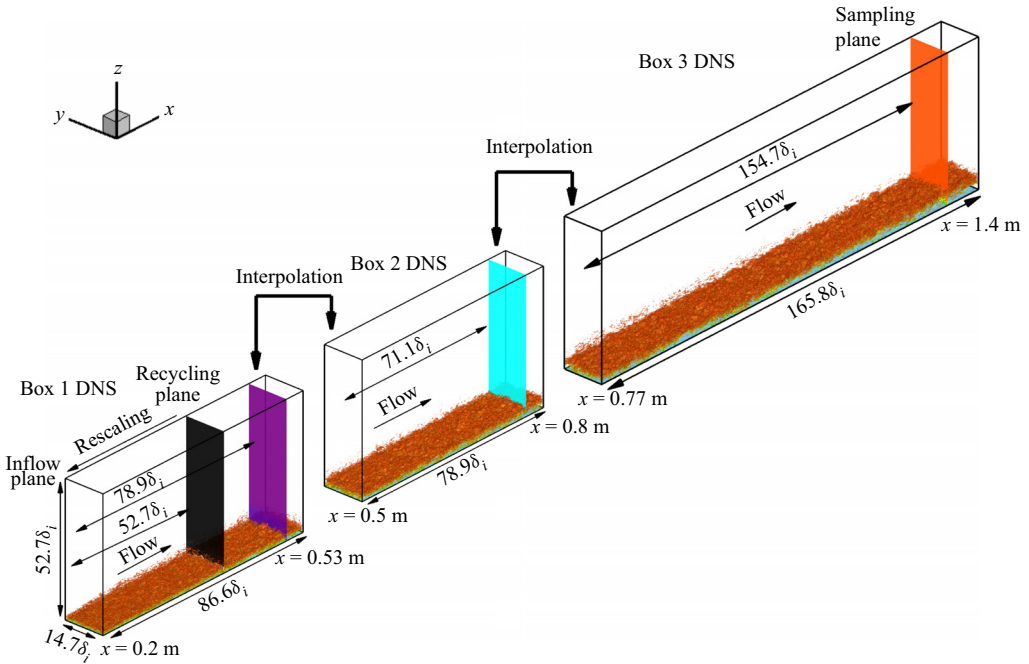 Sampling
plane
Box 3 DNS
z
y
x
154.7δi
Interpolation
Flow
x = 1.4 m
165.8δi
Box 2 DNS
Interpolation
71.1δi
x = 0.77 m
Flow
x = 0.8 m
78.9δi
Recycling
plane
Box 1 DNS
Rescaling
Inflow
plane
78.9δi
52.7δi
x = 0.5 m
Flow
52.7δi
x = 0.53 m
86.6δi
14.7δi
x = 0.2 m